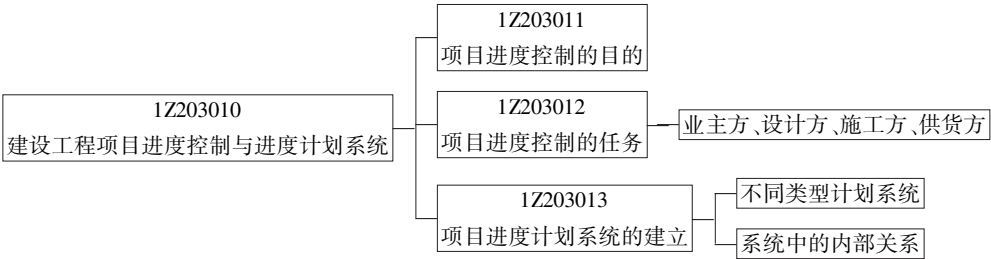 1Z203010
建设工程项目进度控制与进度计划系统
1Z203011
项目进度控制的目的
1Z203012
项目进度控制的任务
业主方、设计方、施工方、供货方
1Z203013
项目进度计划系统的建立
不同类型计划系统
系统中的内部关系